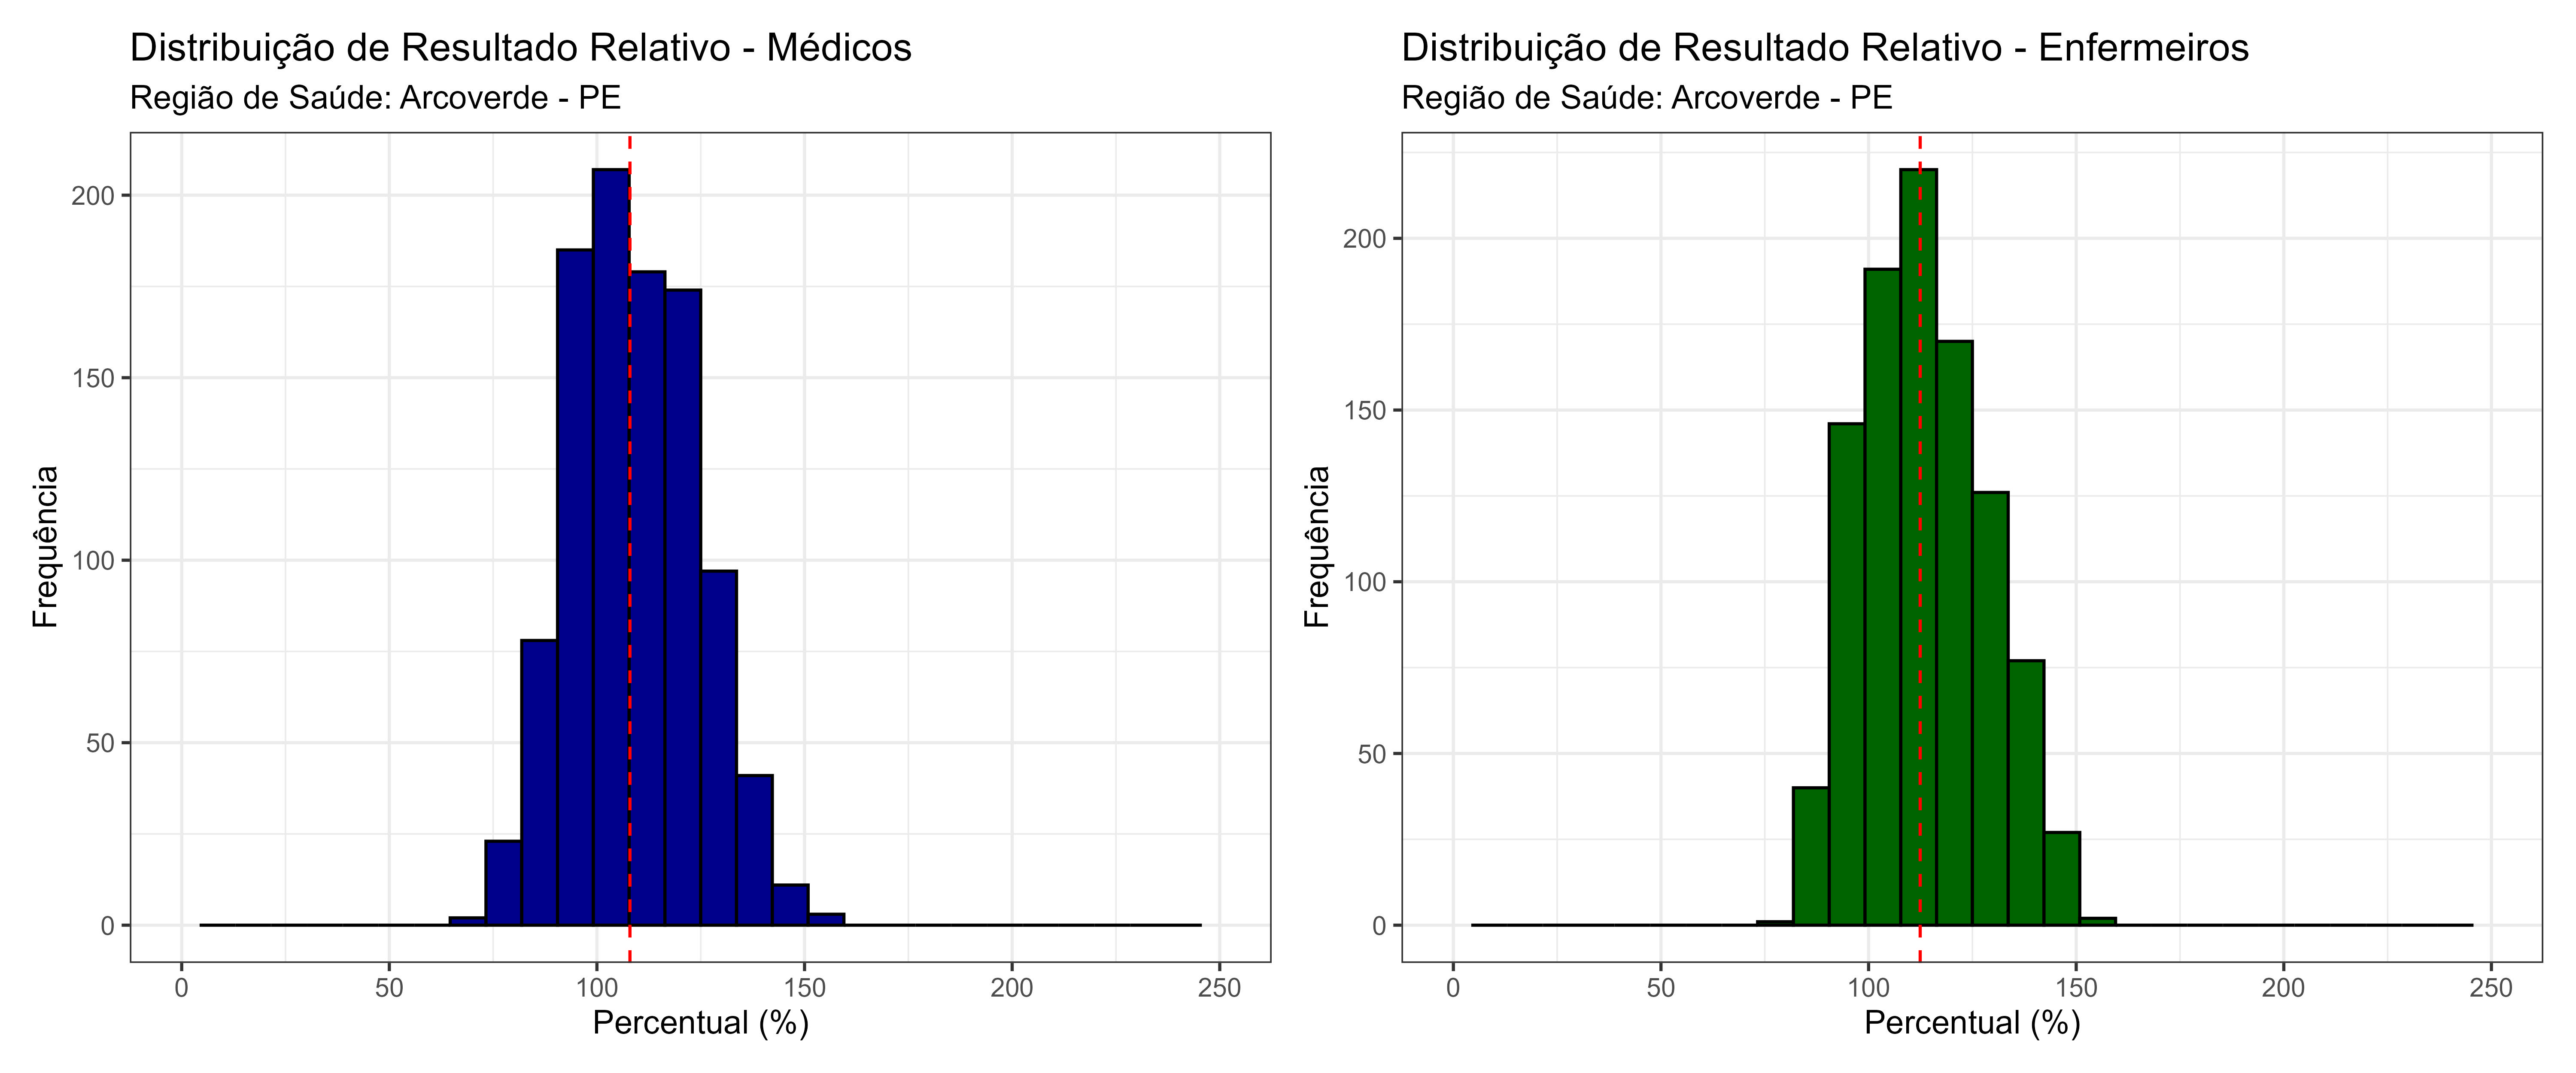 Distribuição de Resultado Relativo - Médicos
Região de Saúde: Arcoverde - PE
Frequência
200
150
100
50
0
0 50 100 150 200 250
Percentual (%)
Distribuição de Resultado Relativo - Enfermeiros
Região de Saúde: Arcoverde - PE
Frequência
200
150
100
50
0
0 50 100 150 200 250
Percentual (%)